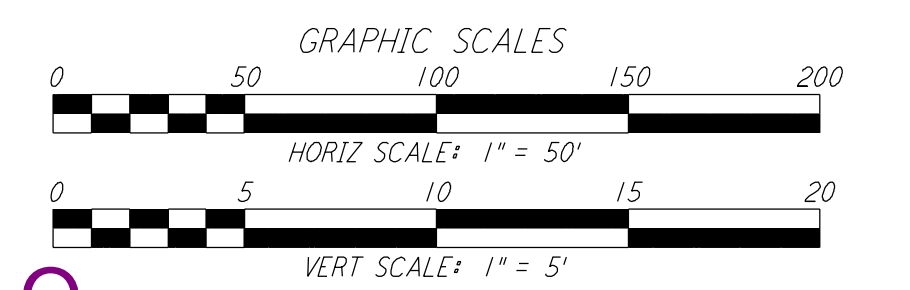 GRAPHIC SCALES
0 50 100 150 200
HORIZ SCALE: 1" = 50'
0 5 10 15 20
VERT SCALE: 1" = 5'